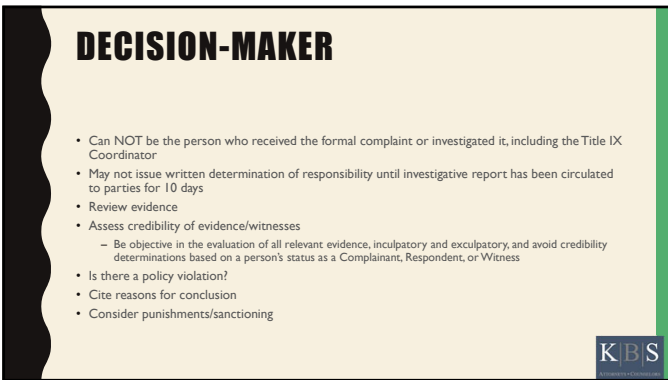 DECISION-MAKER
• Can NOT be the person who received the formal complaint or investigated it, including the Title IX
Coordinator
• May not issue written determination of responsibility until investigative report has been circulated
to parties for 10 days
• Review evidence
• Assess credibility of evidence/witnesses
– Be objective in the evaluation of all relevant evidence, inculpatory and exculpatory, and avoid credibility
determinations based on a person's status as a Complainant, Respondent, or Witness
• Is there a policy violation?
• Cite reasons for conclusion
• Consider punishments/sanctioning
K|B|S
ATTORNEYS • COUNSELORS